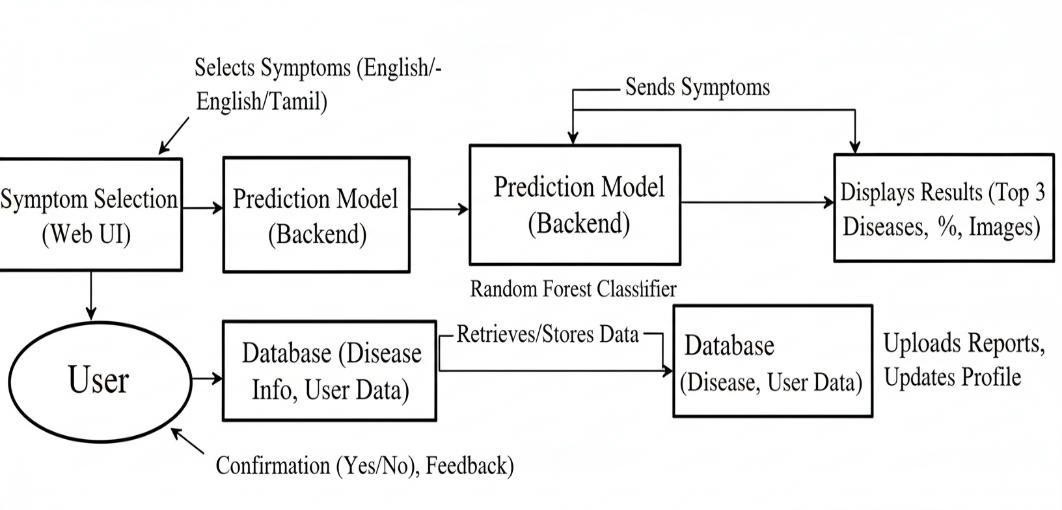 Selects Symptoms (English/-
English/Tamil)
Sends Symptoms
Symptom Selection
(Web UI)
Prediction Model
(Backend)
Prediction Model
(Backend)
Displays Results (Top 3
Diseases, %, Images)
Random Forest Classifier
User
Database (Disease
Info, User Data)
Retrieves/Stores Data
Database
(Disease, User Data)
Uploads Reports,
Updates Profile
Confirmation (Yes/No), Feedback)